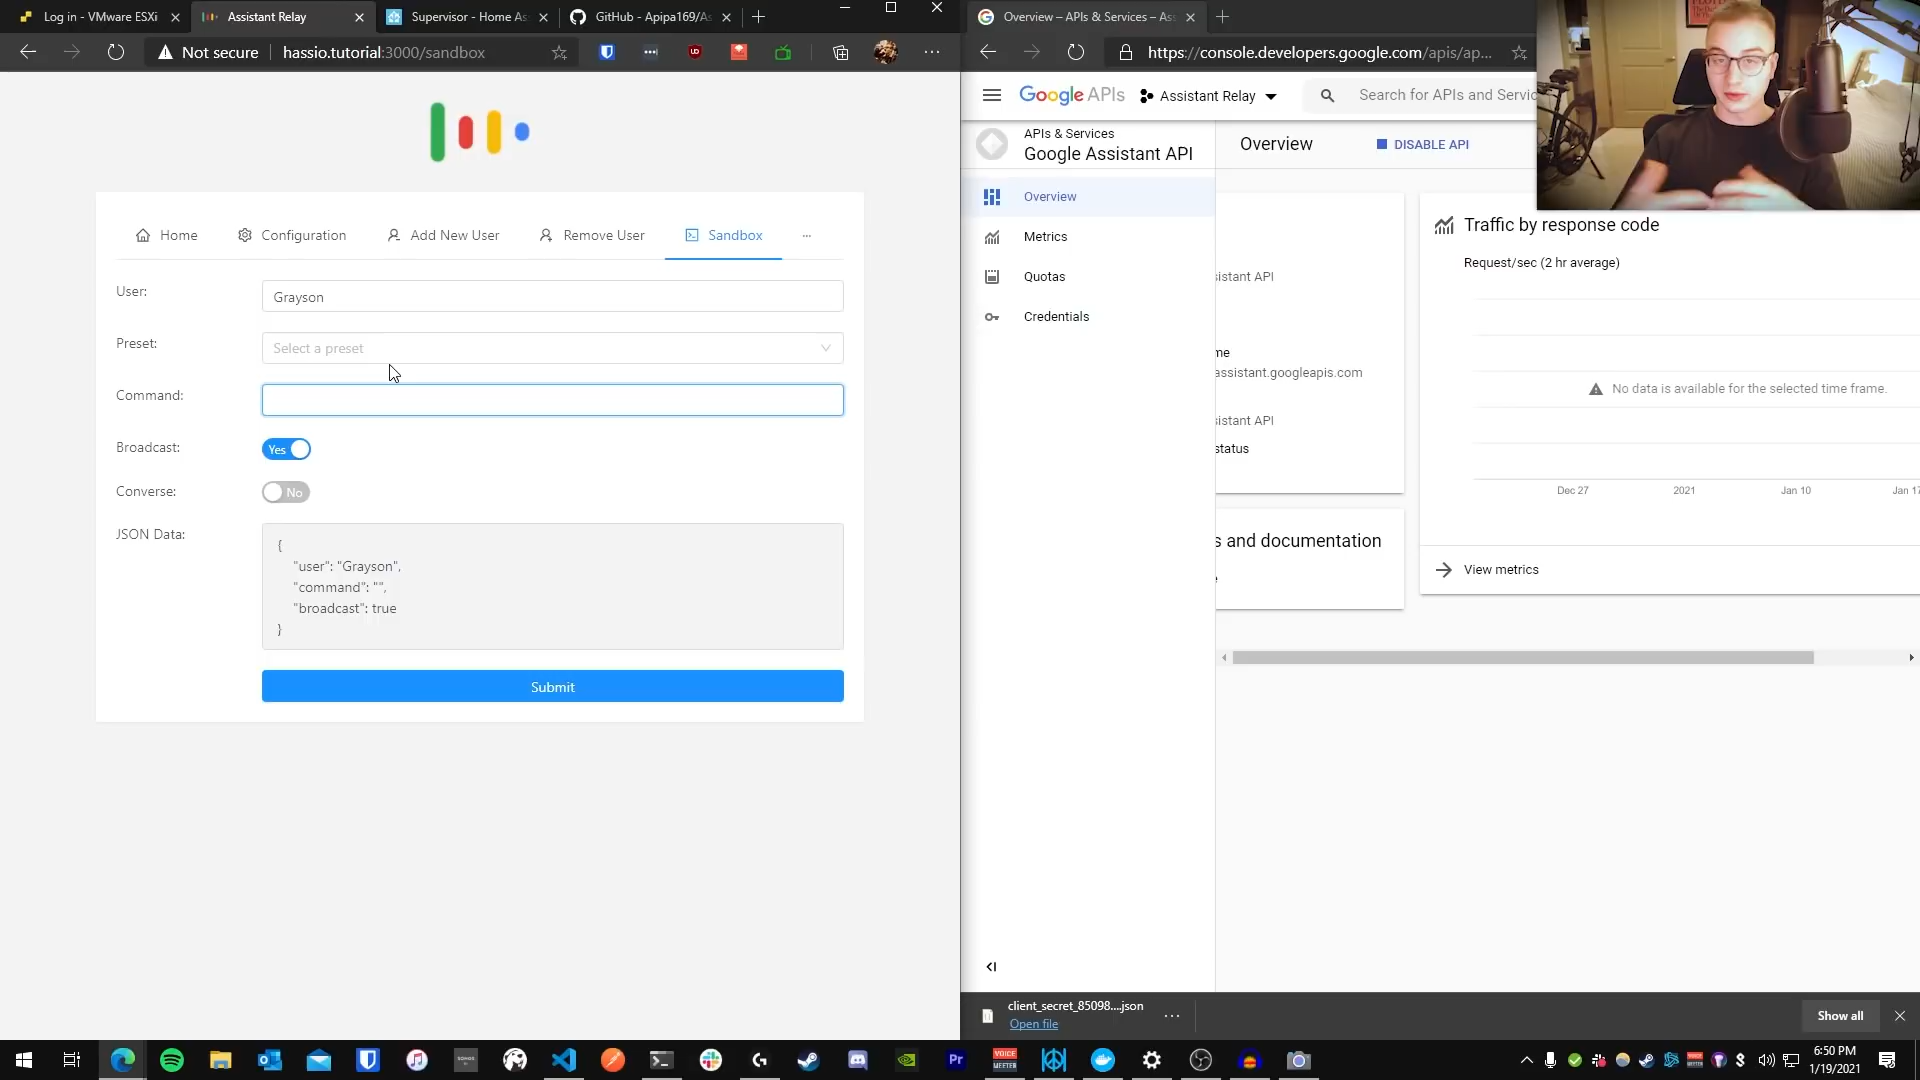 Log in - VMware ESXi
Assistant Relay
Supervisor - Home As
GitHub - Apipa169/As
Not secure
hassio.tutorial:3000/sandbox
Home
Configuration
Add New User
Remove User
Sandbox
...
User:
Grayson
Preset:
Select a preset
Command:
Broadcast:
Yes
Converse:
No
JSON Data:
{
"user": "Grayson",
"command": "",
"broadcast": true
}
Submit
Overview – APIs & Services – Ass
https://console.developers.google.com/apis/ap...
Google APIs
Assistant Relay
Search for APIs and Servic
APIs & Services
Google Assistant API
Overview
DISABLE API
Overview
Metrics
Quotas
Credentials
istant API
me
assistant.googleapis.com
istant API
status
s and documentation
Traffic by response code
Request/sec (2 hr average)
No data is available for the selected time frame.
Dec 27
2021
Jan 10
Jan 17
View metrics
client_secret_85098....json
Open file
Show all
SONOS
Pr
VOICE
MEETER
6:50 PM
1/19/2021